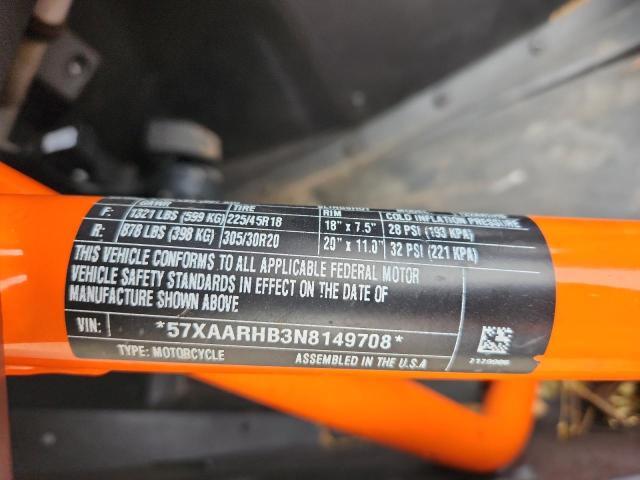 GAWR TIRE RIM COLD INFLATION PRESSURE
F: 1321 LBS (599 KG) 225/45R18 18" x 7.5" 28 PSI (193 KPA)
R: 878 LBS (398 KG) 305/30R20 20" x 11.0" 32 PSI (221 KPA)
THIS VEHICLE CONFORMS TO ALL APPLICABLE FEDERAL MOTOR
VEHICLE SAFETY STANDARDS IN EFFECT ON THE DATE OF
MANUFACTURE SHOWN ABOVE
VIN: *57XAARHB3N8149708*
TYPE: MOTORCYCLE ASSEMBLED IN THE U.S.A